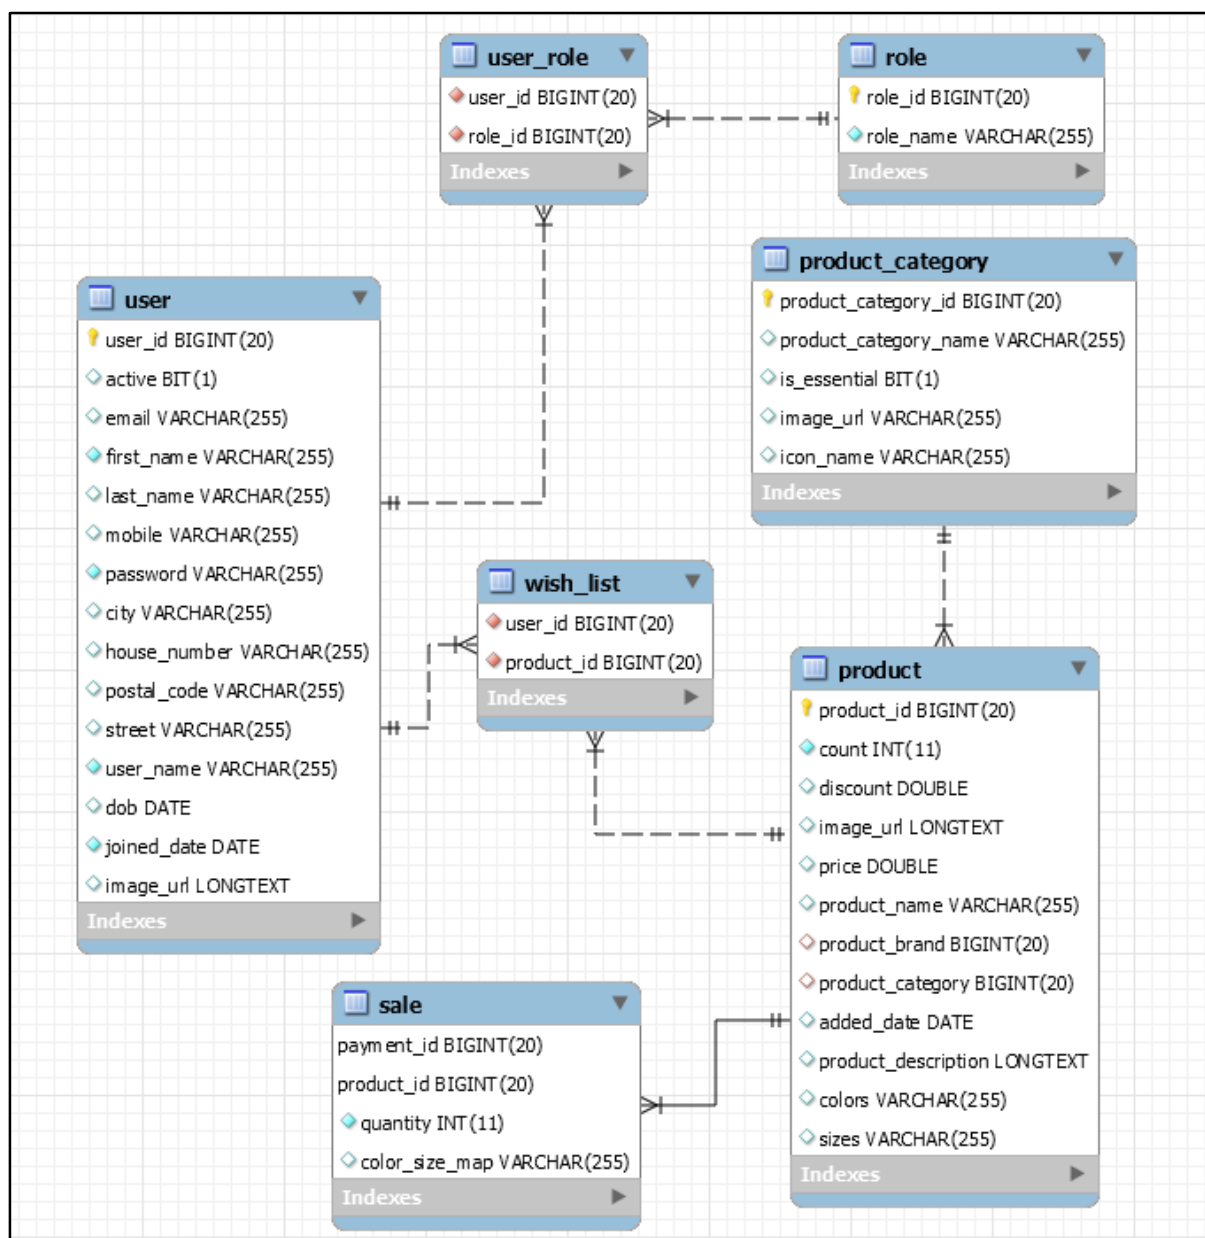 user_role
user_id BIGINT(20)
role_id BIGINT(20)
Indexes
role
role_id BIGINT(20)
role_name VARCHAR(255)
Indexes
product_category
product_category_id BIGINT(20)
product_category_name VARCHAR(255)
is_essential BIT(1)
image_url VARCHAR(255)
icon_name VARCHAR(255)
Indexes
user
user_id BIGINT(20)
active BIT(1)
email VARCHAR(255)
first_name VARCHAR(255)
last_name VARCHAR(255)
mobile VARCHAR(255)
password VARCHAR(255)
city VARCHAR(255)
house_number VARCHAR(255)
postal_code VARCHAR(255)
street VARCHAR(255)
user_name VARCHAR(255)
dob DATE
joined_date DATE
image_url LONGTEXT
Indexes
wish_list
user_id BIGINT(20)
product_id BIGINT(20)
Indexes
product
product_id BIGINT(20)
count INT(11)
discount DOUBLE
image_url LONGTEXT
price DOUBLE
product_name VARCHAR(255)
product_brand BIGINT(20)
product_category BIGINT(20)
added_date DATE
product_description LONGTEXT
colors VARCHAR(255)
sizes VARCHAR(255)
Indexes
sale
payment_id BIGINT(20)
product_id BIGINT(20)
quantity INT(11)
color_size_map VARCHAR(255)
Indexes